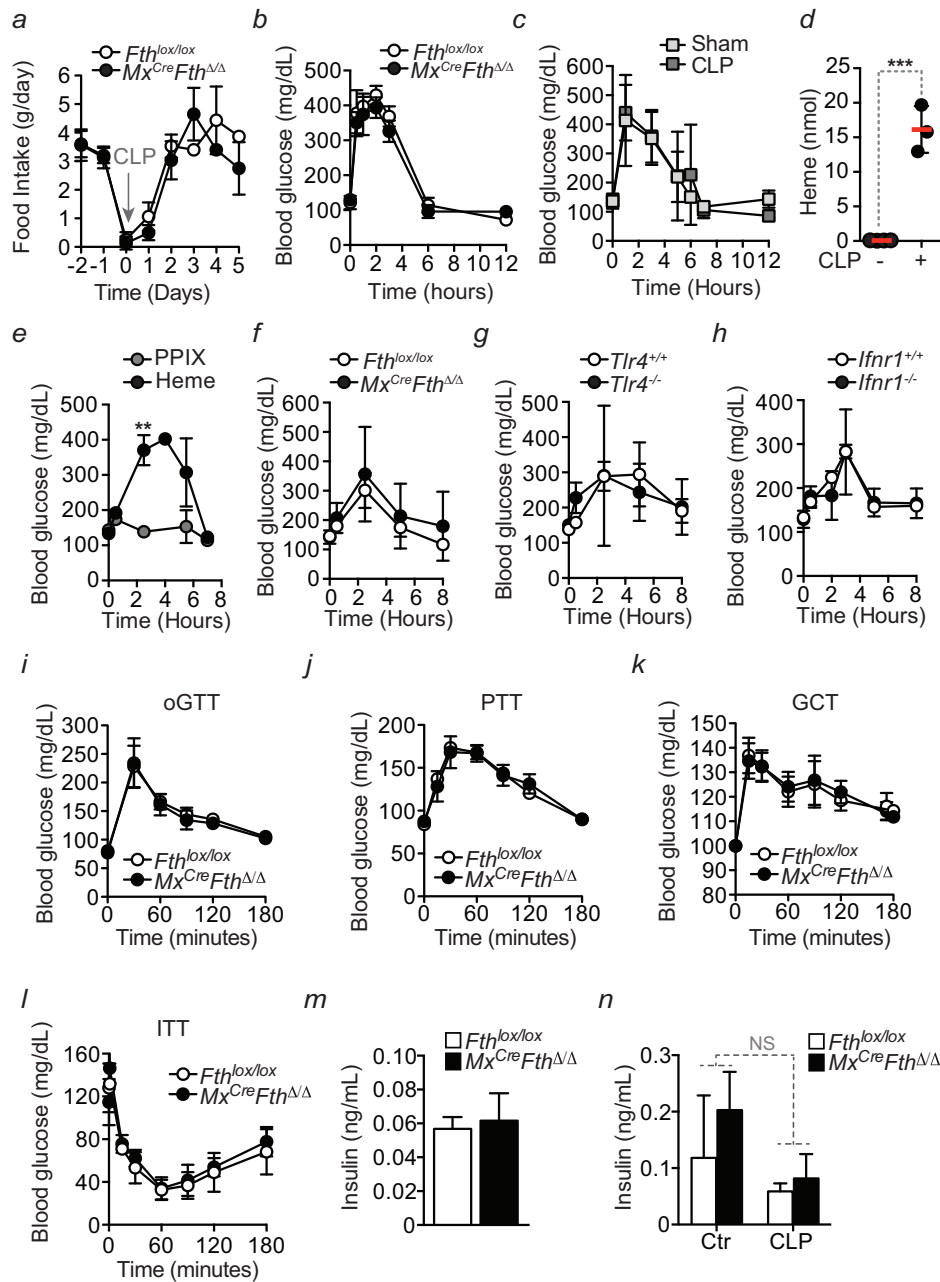 a
Fth^lox/lox
Mx^Cre Fth^Δ/Δ
Food Intake (g/day)
6
5
4
3
2
1
0
CLP
-2 -1 0 1 2 3 4 5
Time (Days)
b
Fth^lox/lox
Mx^Cre Fth^Δ/Δ
Blood glucose (mg/dL)
500
400
300
200
100
0
0 2 4 6 8 10 12
Time (hours)
c
Sham
CLP
Blood glucose (mg/dL)
600
500
400
300
200
100
0
0 2 4 6 8 10 12
Time (Hours)
d
Heme (nmol)
25
20
15
10
5
0
***
CLP - +
e
PPIX
Heme
Blood glucose (mg/dL)
500
400
300
200
100
0
**
0 2 4 6 8
Time (Hours)
f
Fth^lox/lox
Mx^Cre Fth^Δ/Δ
Blood glucose (mg/dL)
600
500
400
300
200
100
0
0 2 4 6 8
Time (Hours)
g
Tlr4^+/+
Tlr4^-/-
Blood glucose (mg/dL)
500
400
300
200
100
0
0 2 4 6 8
Time (Hours)
h
Ifnr1^+/+
Ifnr1^-/-
Blood glucose (mg/dL)
400
300
200
100
0
0 2 4 6 8
Time (Hours)
i
oGTT
Blood glucose (mg/dL)
300
250
200
150
100
50
0
Fth^lox/lox
Mx^Cre Fth^Δ/Δ
0 60 120 180
Time (minutes)
j
PTT
Blood glucose (mg/dL)
200
150
100
50
0
Fth^lox/lox
Mx^Cre Fth^Δ/Δ
0 60 120 180
Time (minutes)
k
GCT
Blood glucose (mg/dL)
150
140
130
120
110
100
90
80
Fth^lox/lox
Mx^Cre Fth^Δ/Δ
0 60 120 180
Time (minutes)
l
ITT
Blood glucose (mg/dL)
160
120
80
40
0
Fth^lox/lox
Mx^Cre Fth^Δ/Δ
0 60 120 180
Time (minutes)
m
Fth^lox/lox
Mx^Cre Fth^Δ/Δ
Insulin (ng/mL)
0.10
0.08
0.06
0.04
0.02
0
n
Fth^lox/lox
Mx^Cre Fth^Δ/Δ
NS
Insulin (ng/mL)
0.3
0.2
0.1
0
Ctr CLP